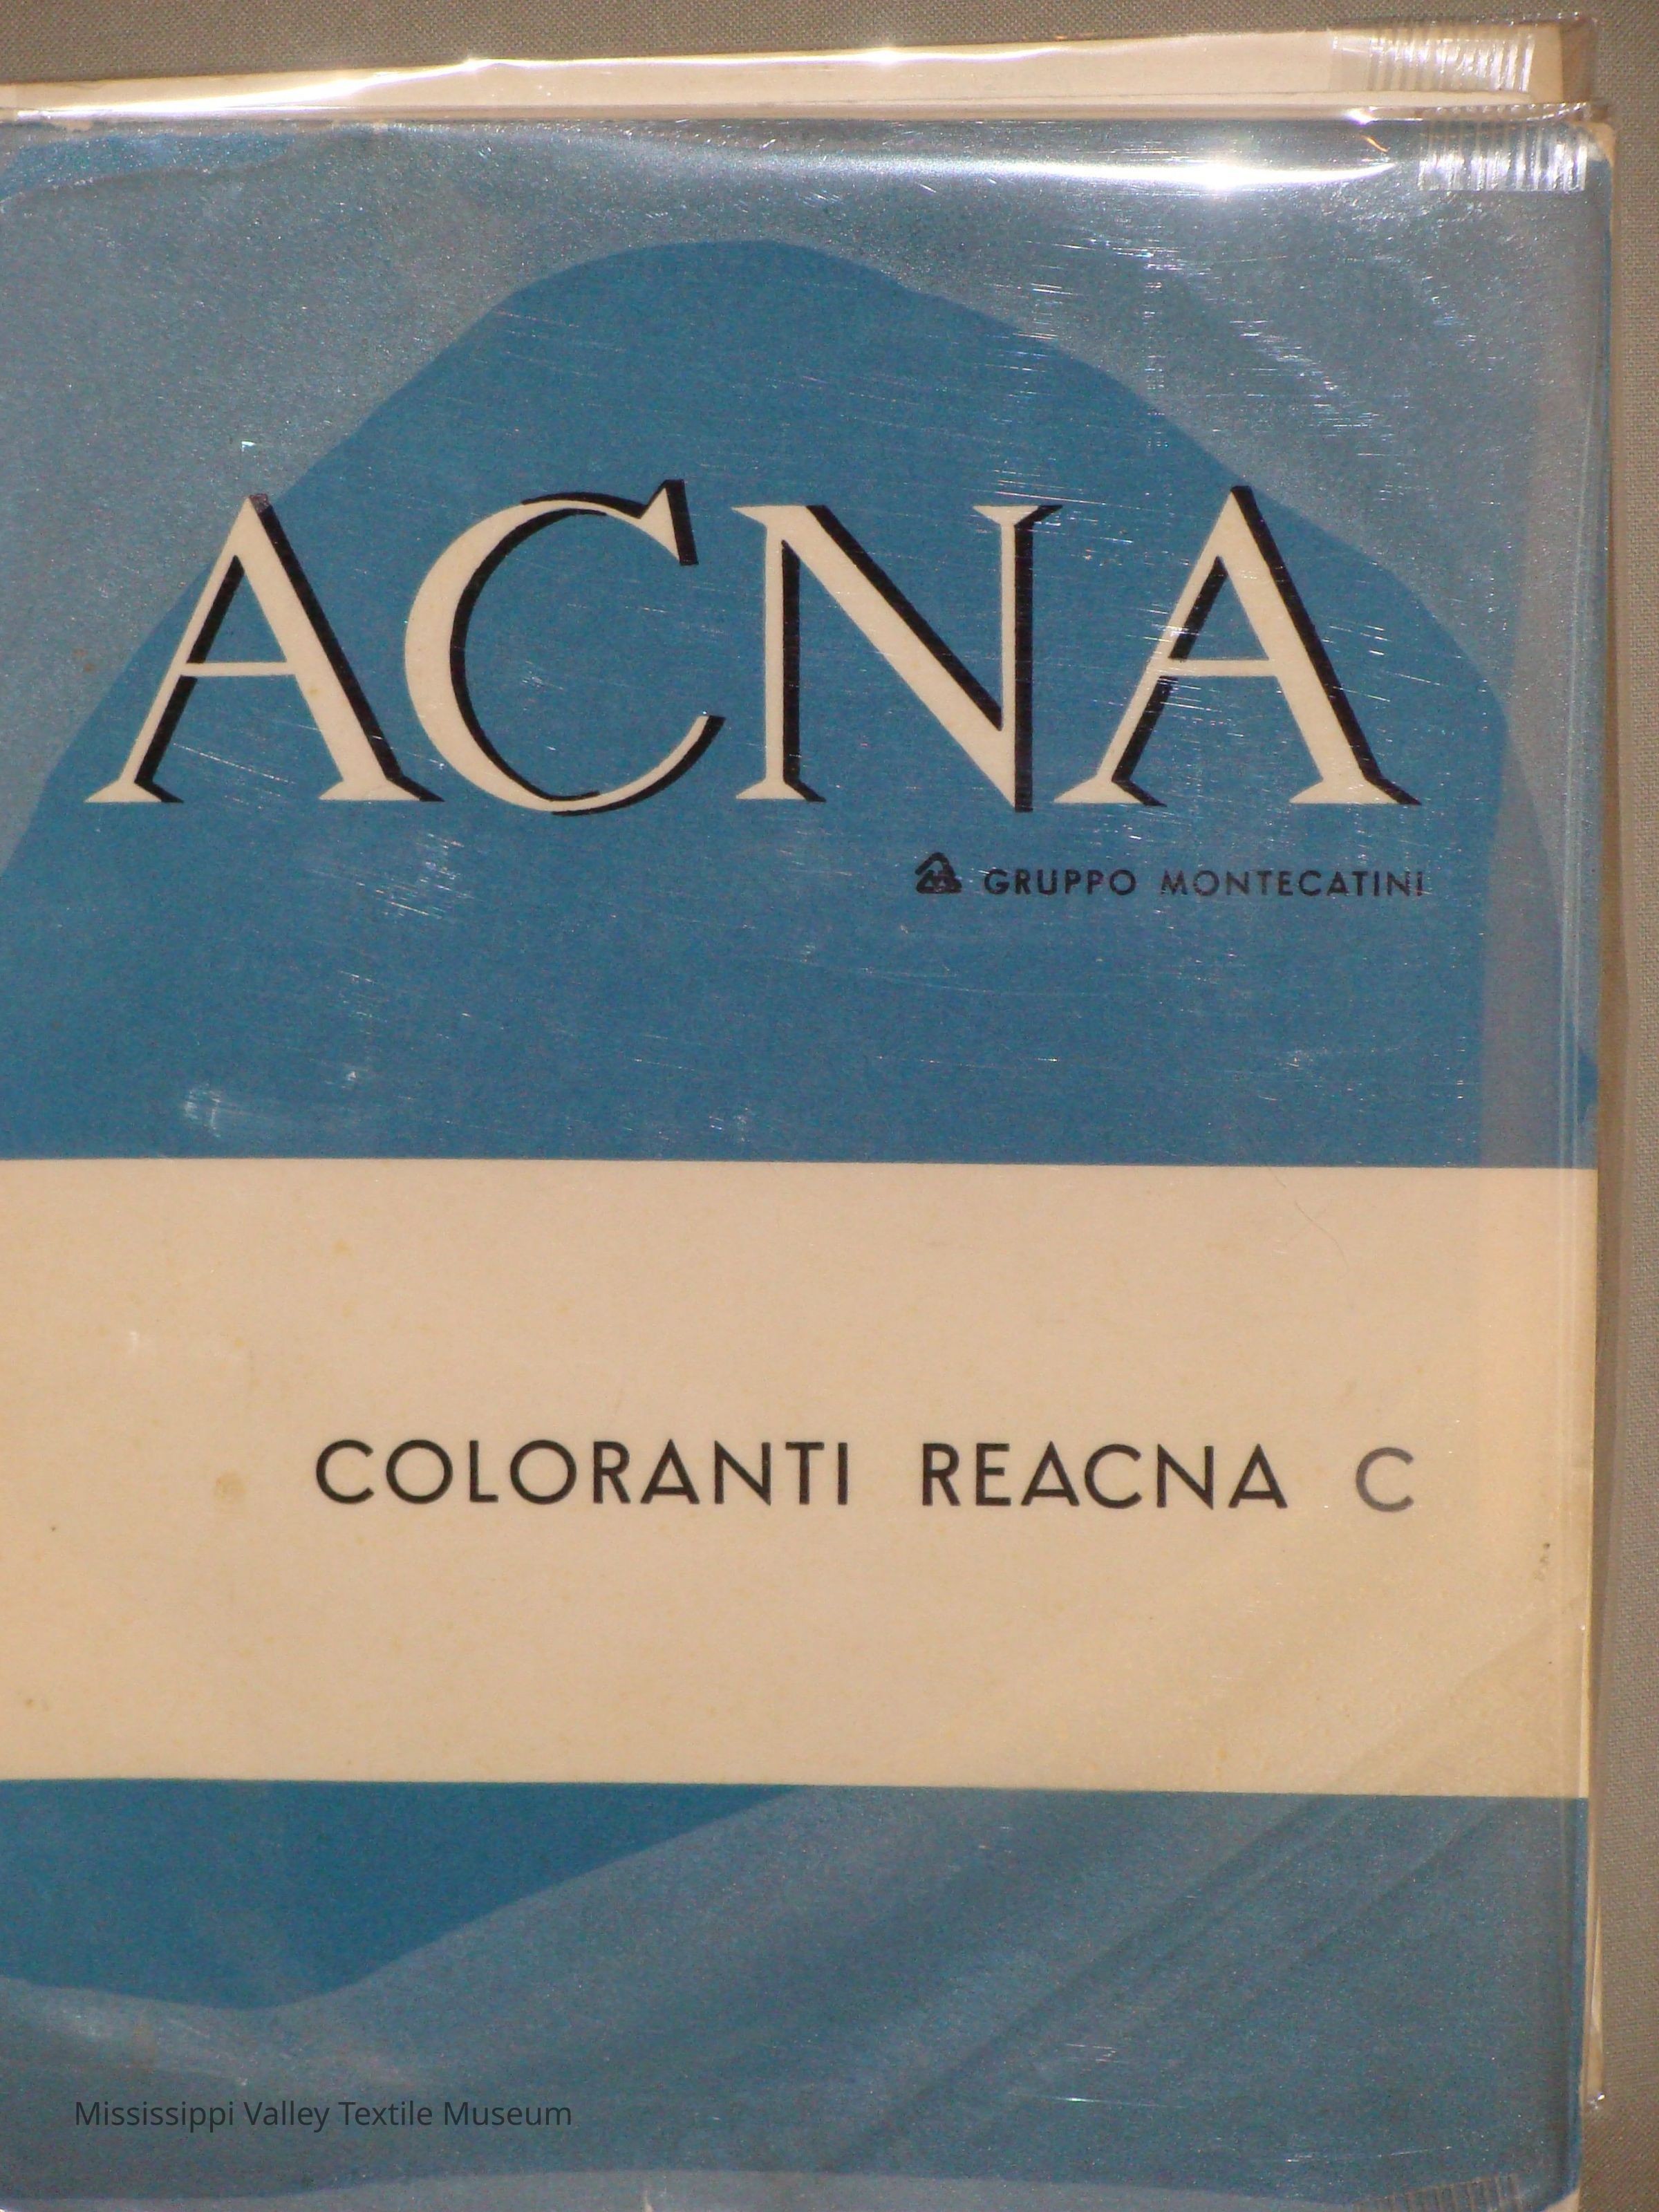 ACNA
GRUPPO MONTECATINI
COLORANTI REACNA C
Mississippi Valley Textile Museum